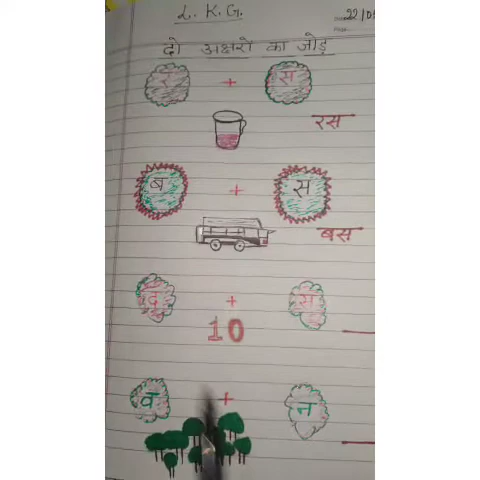 L. K. G.
दो अक्षरो का जोड़
र + स
रस
ब + स
बस
द + स
10
व + न